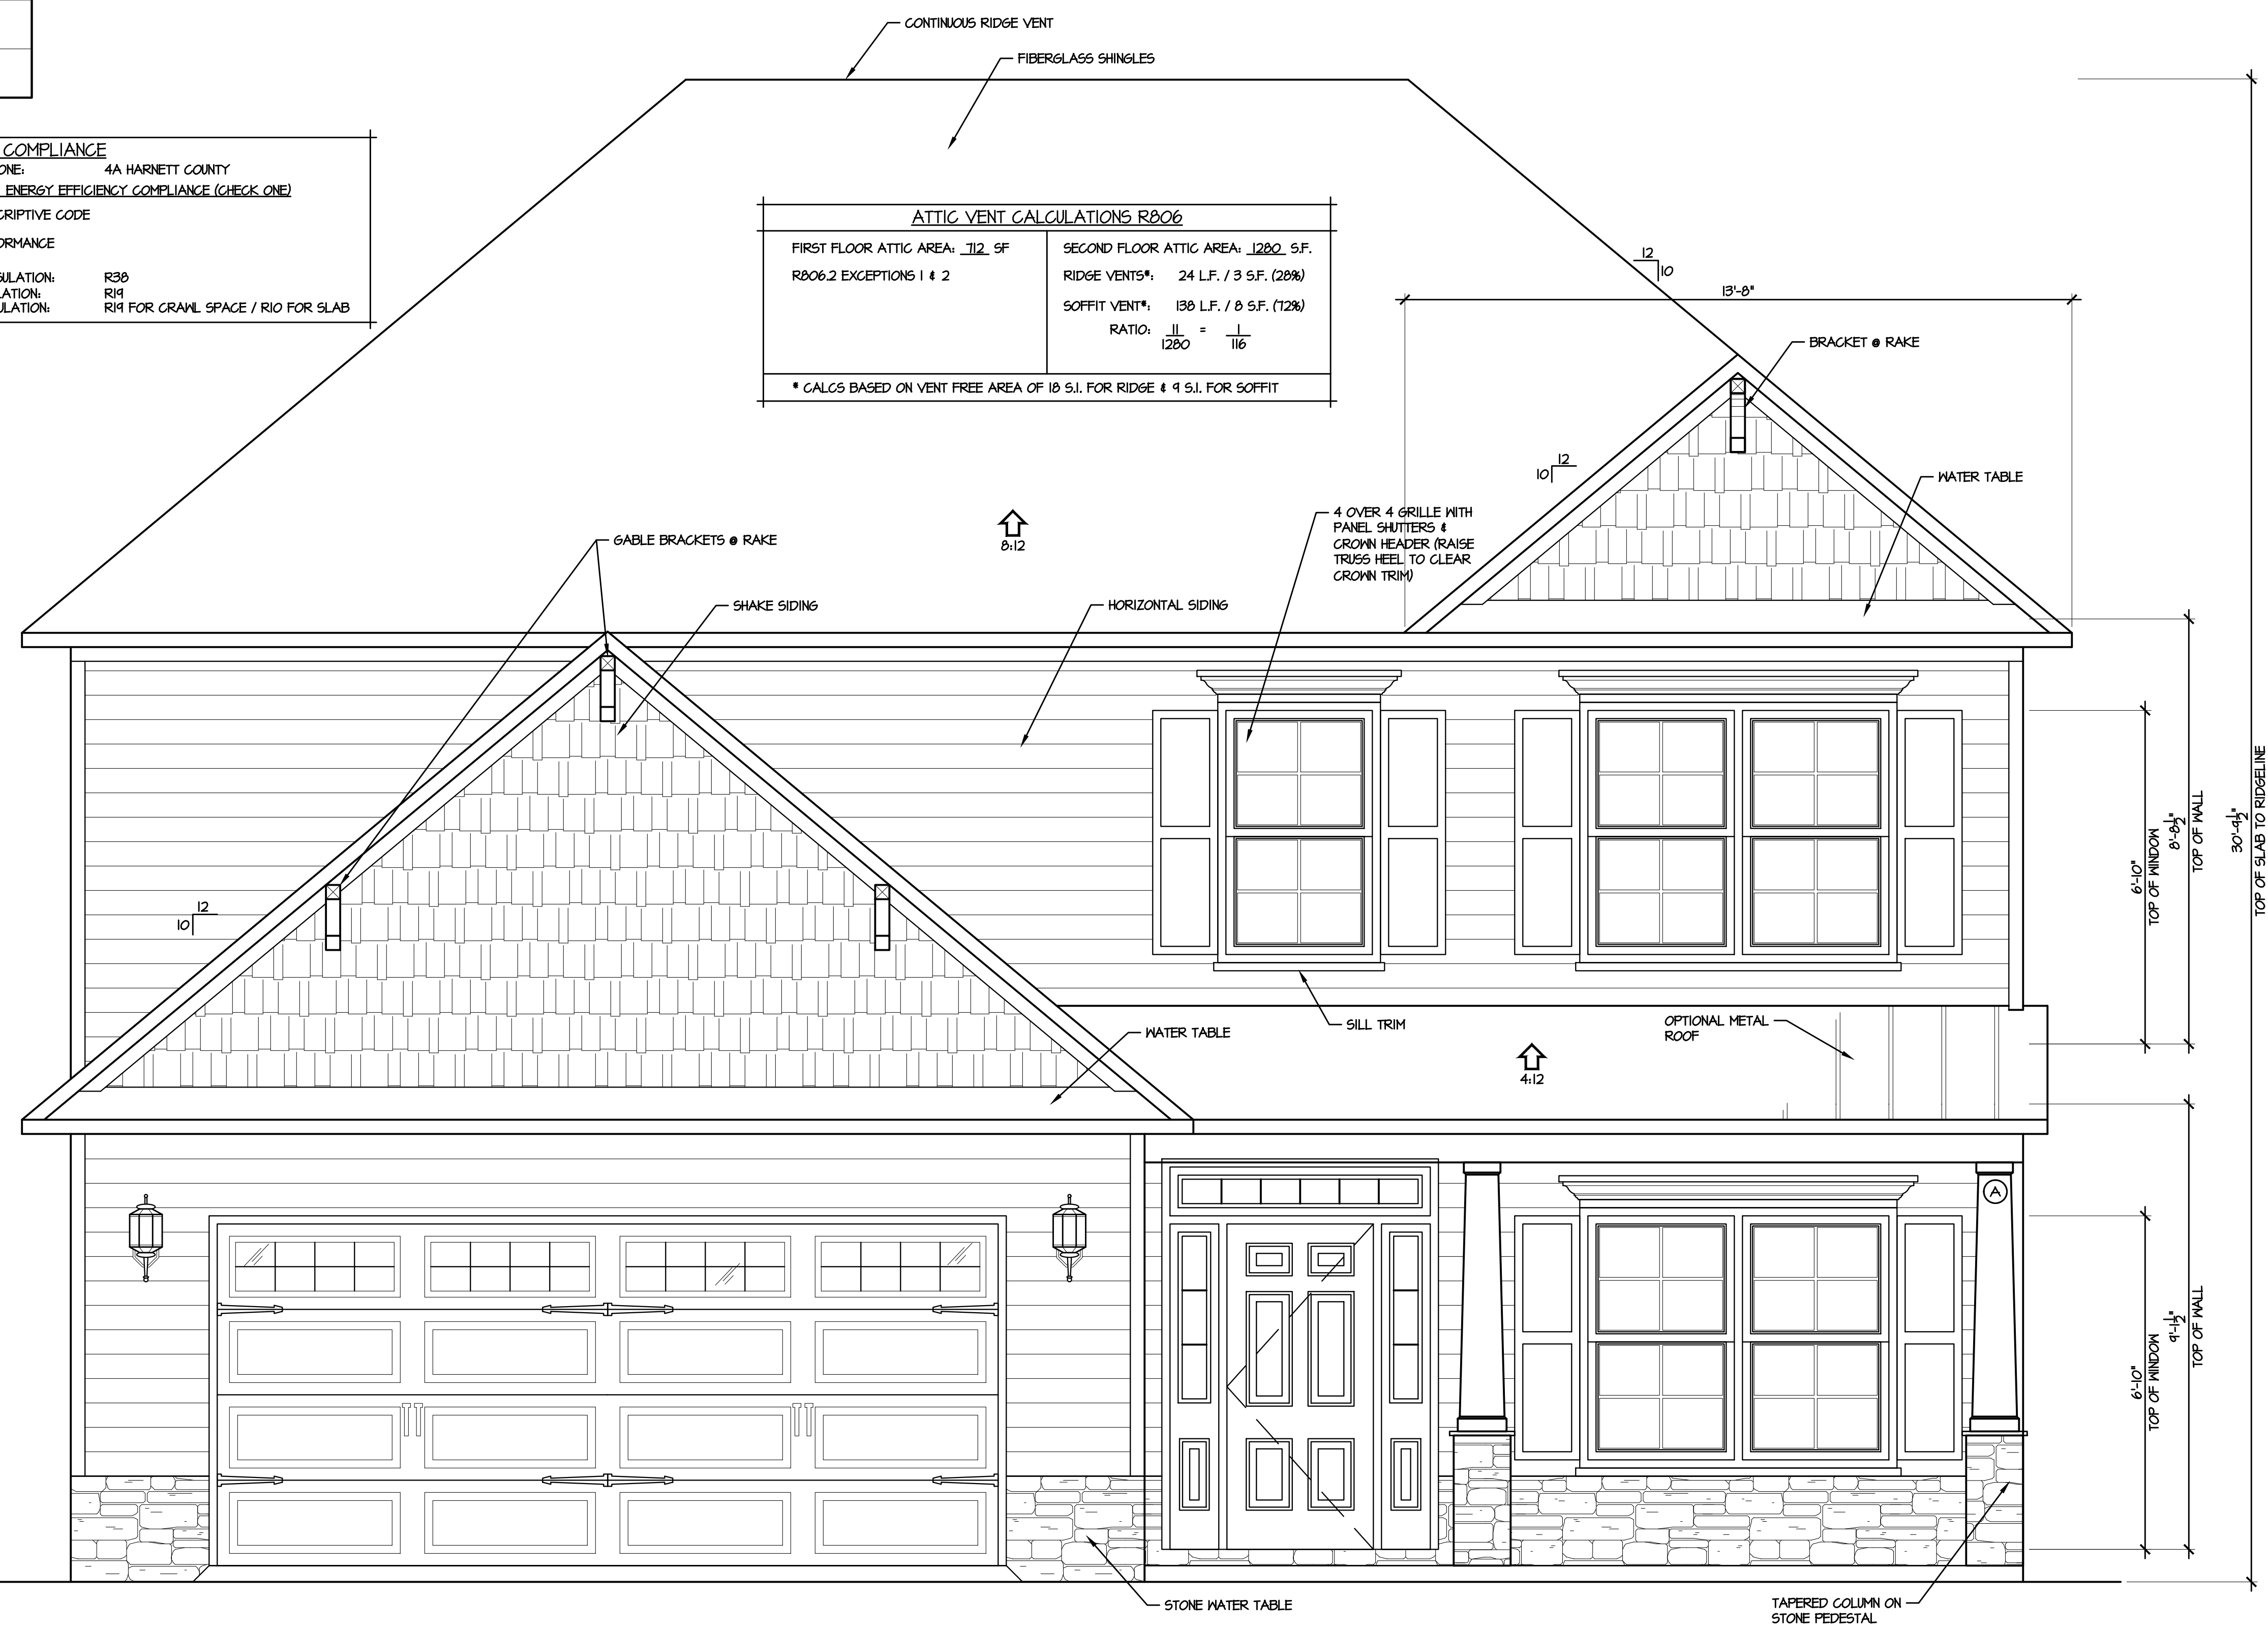 CONTINUOUS RIDGE VENT
FIBERGLASS SHINGLES
COMPLIANCE
ONE: 4A HARNETT COUNTY
ENERGY EFFICIENCY COMPLIANCE (CHECK ONE)
CRIPTIVE CODE
ORMANCE
SULATION: R38
LATION: R19
ULATION: R19 FOR CRAWL SPACE / R10 FOR SLAB
ATTIC VENT CALCULATIONS R806
FIRST FLOOR ATTIC AREA: 712 SF
R806.2 EXCEPTIONS 1 & 2
SECOND FLOOR ATTIC AREA: 1280 S.F.
RIDGE VENTS*: 24 L.F. / 3 S.F. (28%)
SOFFIT VENT*: 138 L.F. / 8 S.F. (72%)
RATIO: 11/1280 = 1/116
* CALCS BASED ON VENT FREE AREA OF 18 S.I. FOR RIDGE & 9 S.I. FOR SOFFIT
12
10
13'-8"
BRACKET @ RAKE
12
10
WATER TABLE
4 OVER 4 GRILLE WITH
PANEL SHUTTERS &
CROWN HEADER (RAISE
TRUSS HEEL TO CLEAR
CROWN TRIM)
8:12
GABLE BRACKETS @ RAKE
SHAKE SIDING
HORIZONTAL SIDING
12
10
6'-10"
TOP OF WINDOW
8'-8 1/2"
TOP OF WALL
30'-9 1/2"
TOP OF SLAB TO RIDGELINE
SILL TRIM
OPTIONAL METAL
ROOF
WATER TABLE
4:12
A
6'-10"
TOP OF WINDOW
9'-1 1/2"
TOP OF WALL
STONE WATER TABLE
TAPERED COLUMN ON
STONE PEDESTAL